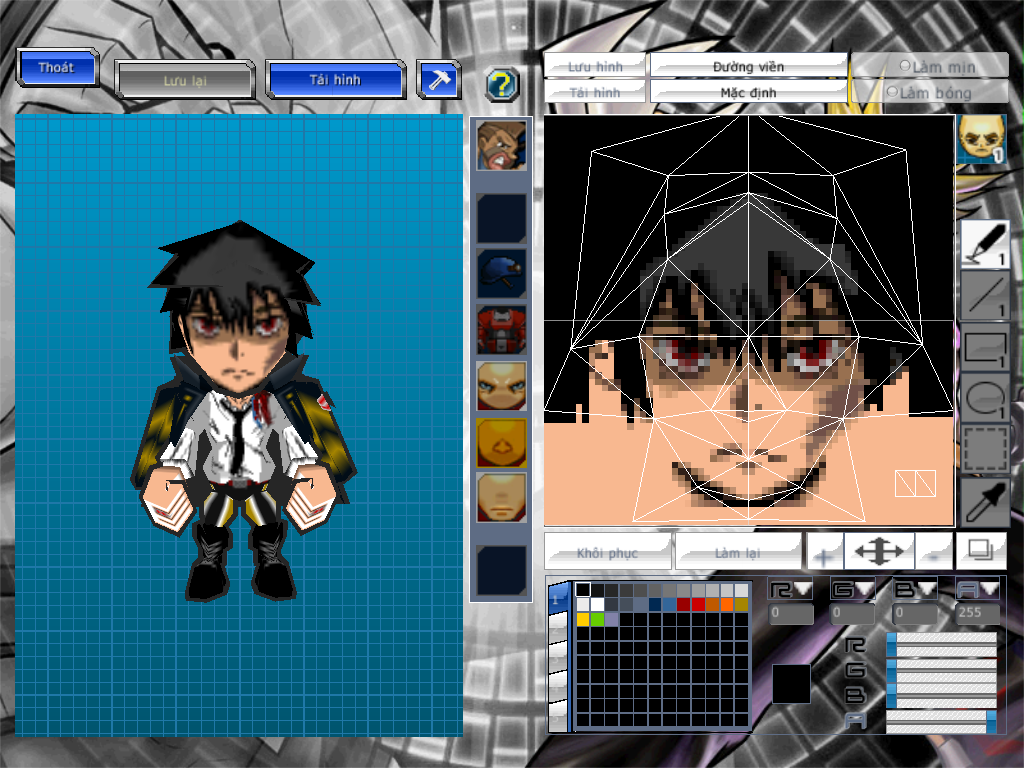 Thoát
Lưu lại
Tải hình
?
Lưu hình
Đường viền
Làm mịn
Tải hình
Mặc định
Làm bóng
1
1
1
1
1
Khôi phục
Làm lại
+
-
1
R
G
B
A
0
0
0
255
R
G
B
A